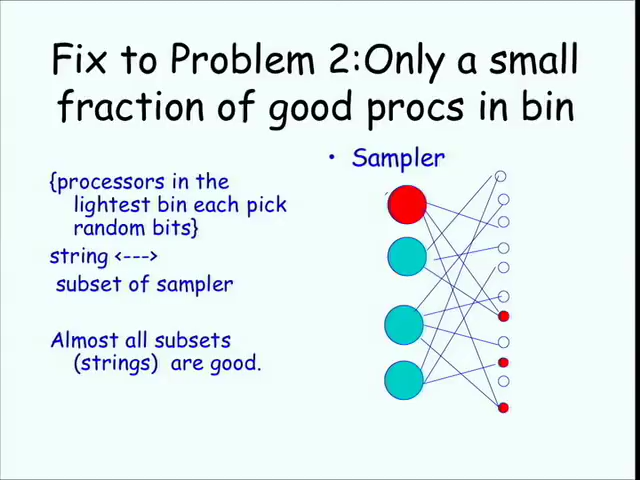 Fix to Problem 2:Only a small
fraction of good procs in bin
{processors in the
lightest bin each pick
random bits}
string <--->
subset of sampler
Almost all subsets
(strings) are good.
• Sampler